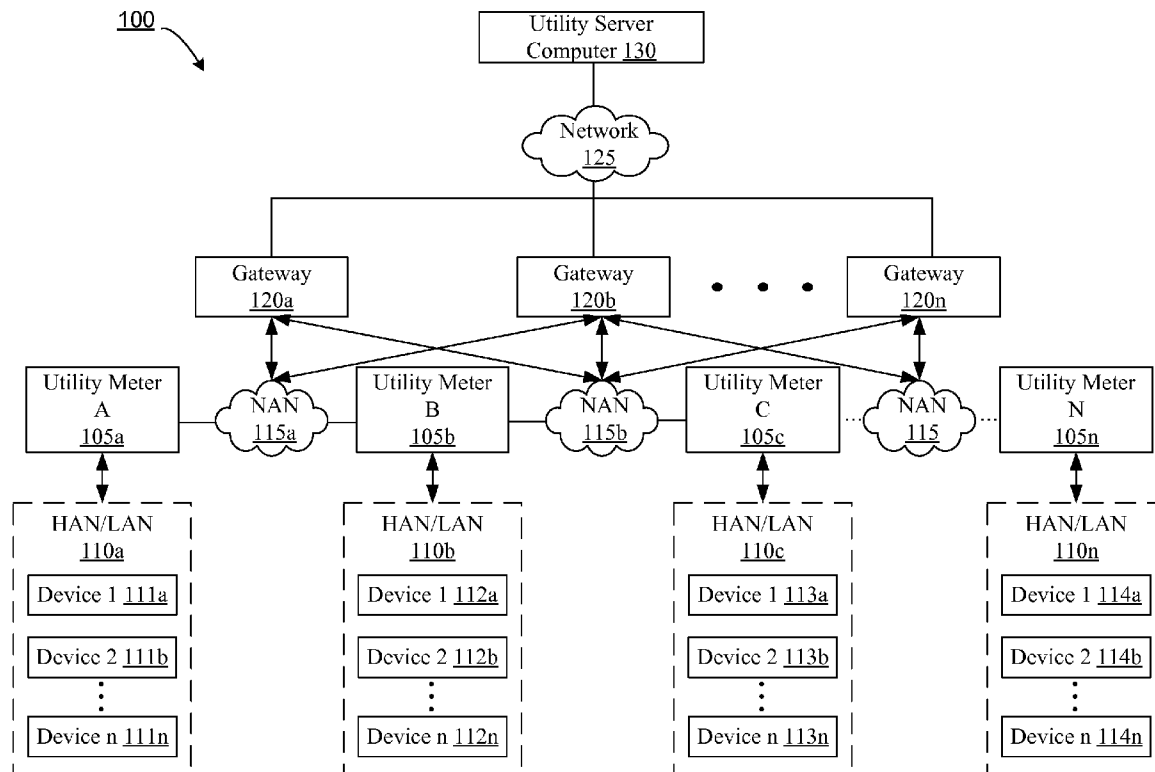 100
Utility Server
Computer 130
Network
125
Gateway
120a
Gateway
120b
Gateway
120n
Utility Meter
A
105a
NAN
115a
Utility Meter
B
105b
NAN
115b
Utility Meter
C
105c
NAN
115
Utility Meter
N
105n
HAN/LAN
110a
Device 1 111a
Device 2 111b
Device n 111n
HAN/LAN
110b
Device 1 112a
Device 2 112b
Device n 112n
HAN/LAN
110c
Device 1 113a
Device 2 113b
Device n 113n
HAN/LAN
110n
Device 1 114a
Device 2 114b
Device n 114n